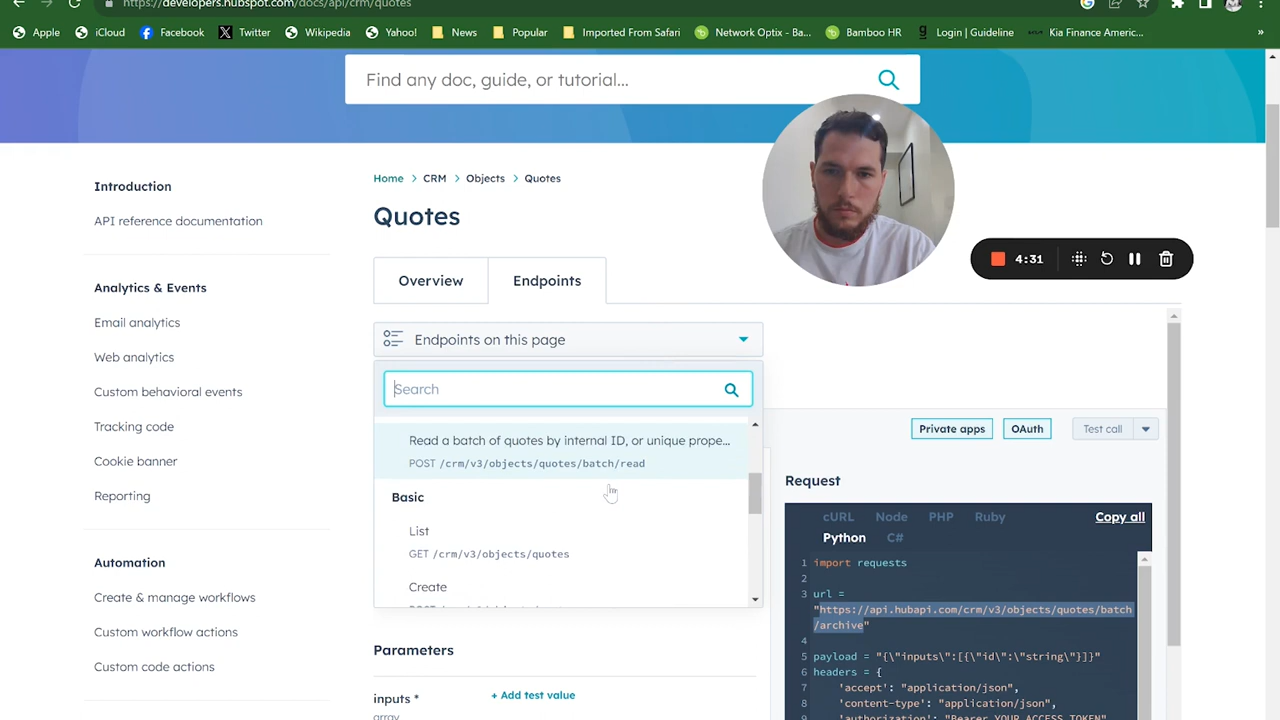 https://developers.hubspot.com/docs/api/crm/quotes
Apple iCloud Facebook Twitter Wikipedia Yahoo! News Popular Imported From Safari Network Optix - Ba... Bamboo HR Login | Guideline Kia Finance Americ... »
Find any doc, guide, or tutorial...
Introduction
API reference documentation
Analytics & Events
Email analytics
Web analytics
Custom behavioral events
Tracking code
Cookie banner
Reporting
Automation
Create & manage workflows
Custom workflow actions
Custom code actions
Home > CRM > Objects > Quotes
Quotes
Overview Endpoints
4:31
Endpoints on this page
Search
Read a batch of quotes by internal ID, or unique prope...
POST /crm/v3/objects/quotes/batch/read
Basic
List
GET /crm/v3/objects/quotes
Create
Parameters
inputs * + Add test value
array
Private apps OAuth Test call
Request
cURL Node PHP Ruby Copy all
Python C#
1 import requests
2
3 url =
"https://api.hubapi.com/crm/v3/objects/quotes/batch
/archive"
4
5 payload = "{\"inputs\":[{\"id\":\"string\"}]}"
6 headers = {
7 'accept': "application/json",
8 'content-type': "application/json",
9 'authorization': "Bearer YOUR_ACCESS_TOKEN"